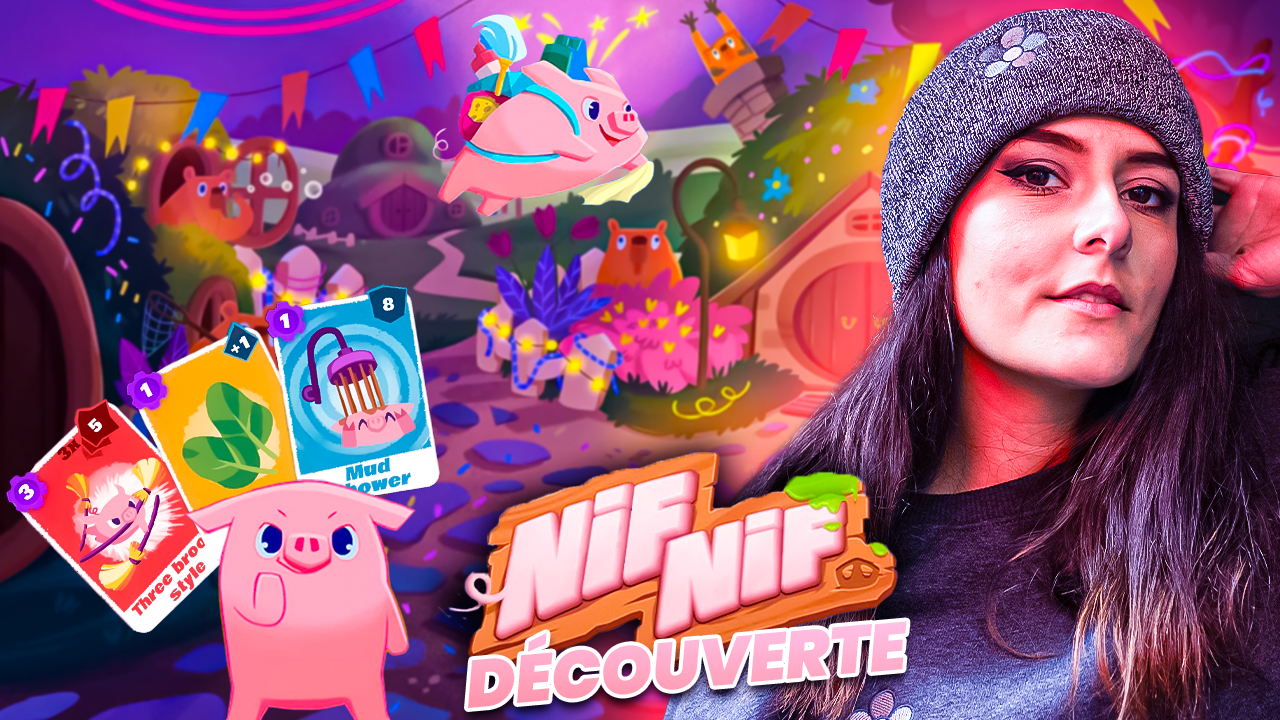 3
3x
5
Three broo
style
1
+1
1
8
Mud
hower
NiF
NiF
DÉCOUVERTE